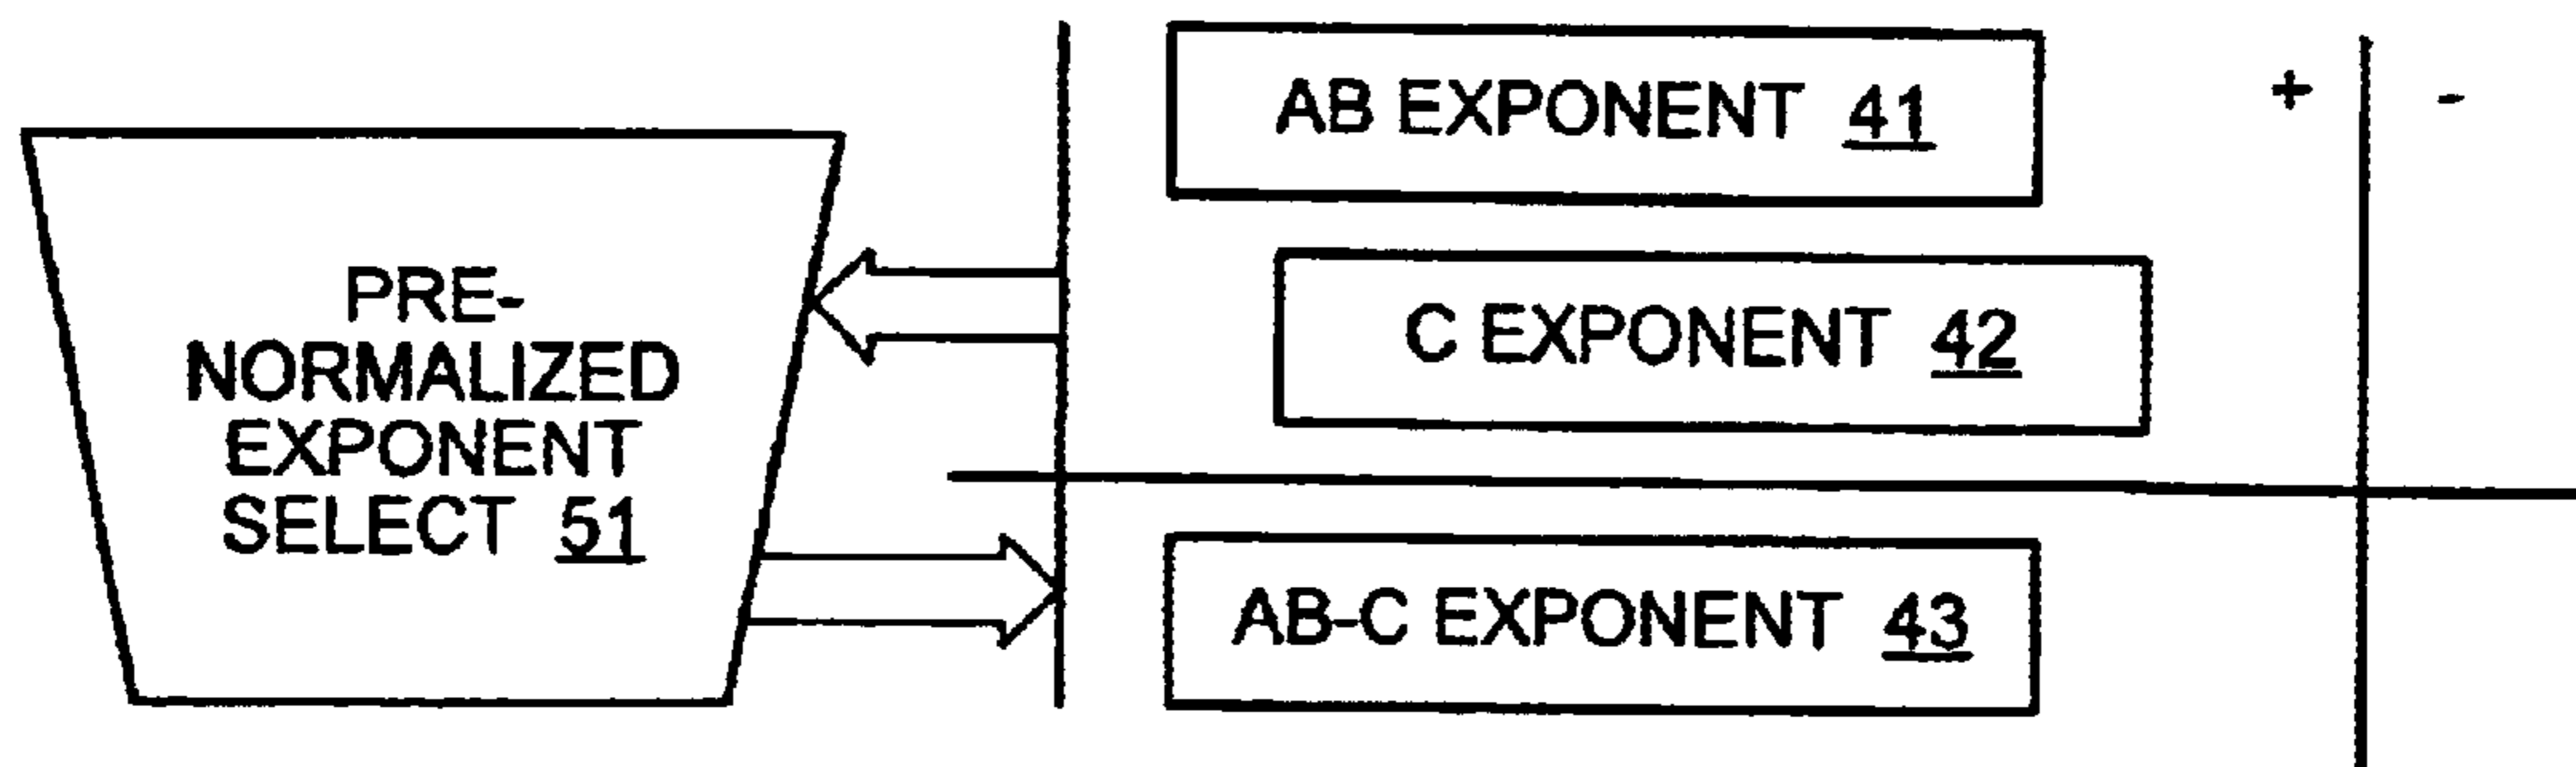 AB EXPONENT 41
+ -
C EXPONENT 42
PRE-
NORMALIZED
EXPONENT
SELECT 51
AB-C EXPONENT 43